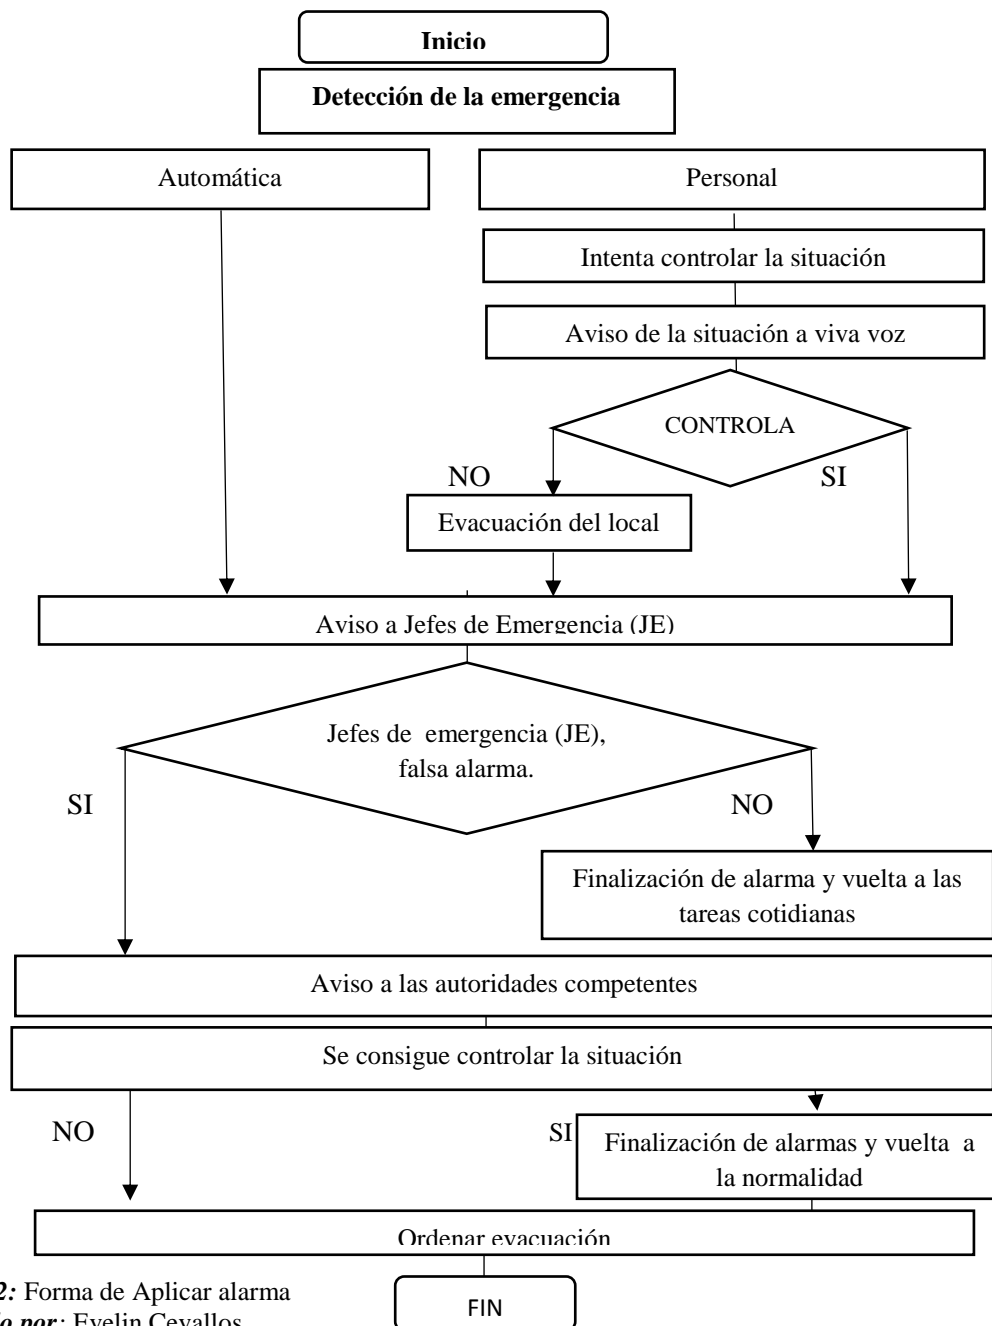 Inicio
Detección de la emergencia
Automática
Personal
Intenta controlar la situación
Aviso de la situación a viva voz
CONTROLA
NO
SI
Evacuación del local
Aviso a Jefes de Emergencia (JE)
Jefes de emergencia (JE),
falsa alarma.
SI
NO
Finalización de alarma y vuelta a las
tareas cotidianas
Aviso a las autoridades competentes
Se consigue controlar la situación
NO
SI
Finalización de alarmas y vuelta a
la normalidad
Ordenar evacuación
2: Forma de Aplicar alarma
por: Evelin Cevallos
FIN